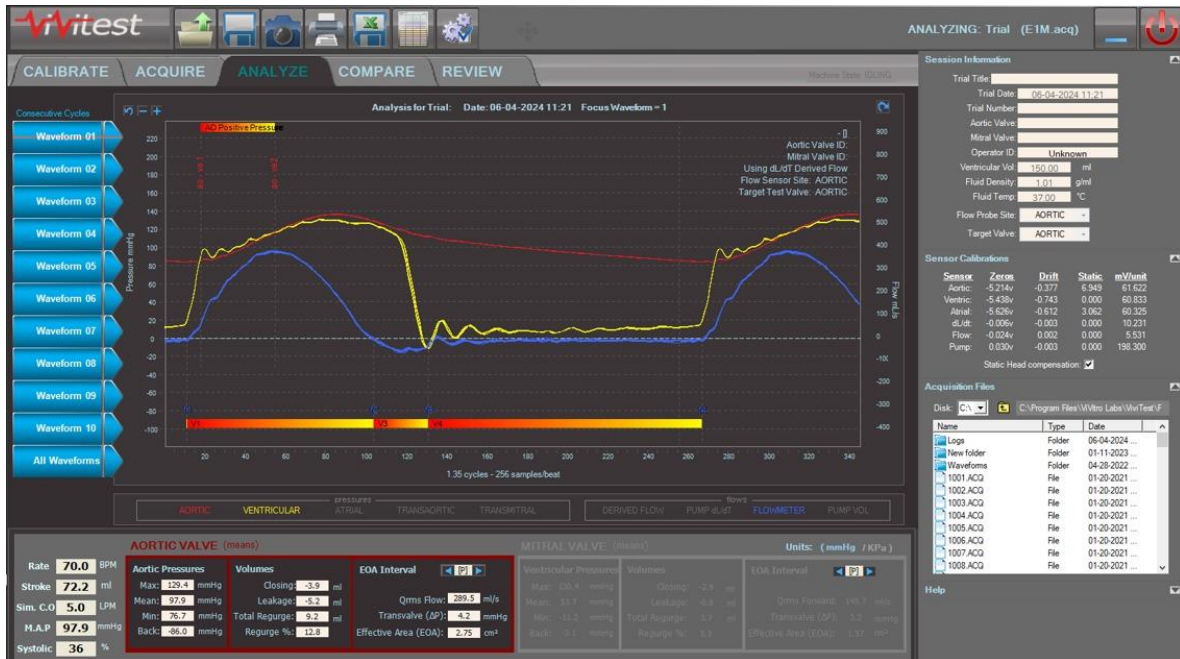 ViVitest
ANALYZING: Trial (E1M.acq)
CALIBRATE ACQUIRE ANALYZE COMPARE REVIEW
Machine State: IDLING
Consecutive Cycles
Waveform 01
Waveform 02
Waveform 03
Waveform 04
Waveform 05
Waveform 06
Waveform 07
Waveform 08
Waveform 09
Waveform 10
All Waveforms
Analysis for Trial: Date: 06-04-2024 11:21 Focus Waveform = 1
AO Positive Pressure
- []
Aortic Valve ID:
Mitral Valve ID:
Using dL/dT Derived Flow
Flow Sensor Site: AORTIC
Target Test Valve: AORTIC
Pressure mmHg
220
200
180
160
140
120
100
80
60
40
20
0
-20
-40
-60
-80
-100
Flow mL/s
900
800
700
600
500
400
300
200
100
0
-100
-200
-300
-400
V1 V3 V4
20 40 60 80 100 120 140 160 180 200 220 240 260 280 300 320 340
1.35 cycles - 256 samples/beat
pressures
AORTIC VENTRICULAR ATRIAL TRANSAORTIC TRANSMITRAL
flows
DERIVED FLOW PUMP dL/dT FLOWMETER PUMP VOL
Rate 70.0 BPM
Stroke 72.2 ml
Sim. C.O 5.0 LPM
M.A.P 97.9 mmHg
Systolic 36 %
AORTIC VALVE (means)
Aortic Pressures
Max: 129.4 mmHg
Mean: 97.9 mmHg
Min: 76.7 mmHg
Back: -86.0 mmHg
Volumes
Closing: -3.9 ml
Leakage: -5.2 ml
Total Regurge: 9.2 ml
Regurge %: 12.8
EOA Interval [P]
Qrms Flow: 289.5 ml/s
Transvalve (ΔP): 4.2 mmHg
Effective Area (EOA): 2.75 cm²
MITRAL VALVE (means)
Units: (mmHg / KPa)
Ventricular Pressures
Max: 130.4 mmHg
Mean: mmHg
Min: mmHg
Back: mmHg
Volumes
Closing: ml
Leakage: ml
Total Regurge: ml
Regurge %:
EOA Interval [P]
Qrms Forward: ml/s
Transvalve (ΔP): mmHg
Effective Area (EOA): cm²
Session Information
Trial Title:
Trial Date: 06-04-2024 11:21
Trial Number:
Aortic Valve:
Mitral Valve:
Operator ID: Unknown
Ventricular Vol: 150.00 ml
Fluid Density: 1.01 g/ml
Fluid Temp: 37.00 °C
Flow Probe Site: AORTIC
Target Valve: AORTIC
Sensor Calibrations
Sensor Zeros Drift Static mV/unit
Aortic: -5.214v -0.377 6.949 61.622
Ventric: -5.438v -0.743 0.000 60.833
Atrial: -5.626v -0.612 3.062 60.325
dL/dt: -0.006v -0.003 0.000 10.231
Flow: -0.024v 0.002 0.000 5.531
Pump: 0.030v -0.003 0.000 198.300
Static Head compensation:
Acquisition Files
Disk: C:\ C:\Program Files\ViVitro Labs\ViviTest\F
Name Type Date
Logs Folder 06-04-2024 ...
New folder Folder 01-11-2023 ...
Waveforms Folder 04-28-2022 ...
1001.ACQ File 01-20-2021 ...
1002.ACQ File 01-20-2021 ...
1003.ACQ File 01-20-2021 ...
1004.ACQ File 01-20-2021 ...
1005.ACQ File 01-20-2021 ...
1006.ACQ File 01-20-2021 ...
1007.ACQ File 01-20-2021 ...
1008.ACQ File 01-20-2021 ...
Help